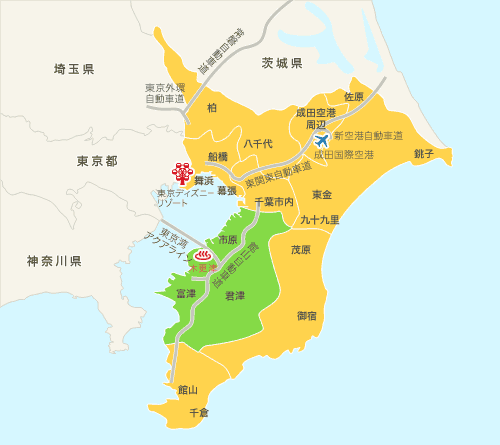 常磐自動車道
埼玉県
茨城県
東京外環
自動車道
柏
佐原
成田空港
周辺
新空港自動車道
成田国際空港
銚子
八千代
船橋
東京都
舞浜
東関東自動車道
幕張
東京ディズニー
リゾート
千葉市内
東金
九十九里
東京湾
アクアライン
市原
館山自動車道
茂原
神奈川県
木更津
富津
君津
御宿
館山
千倉